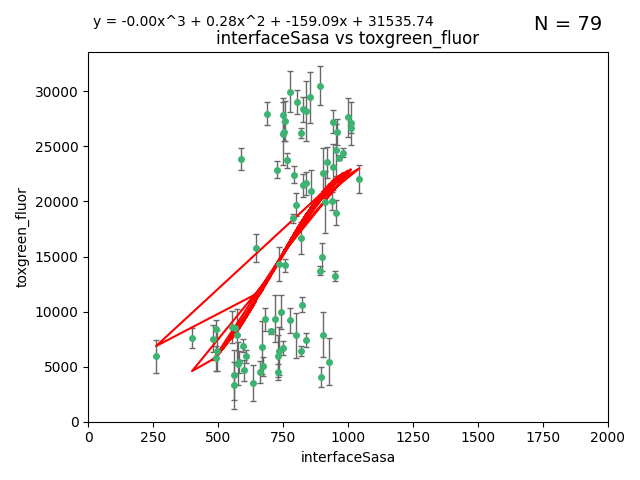 y = -0.00x^3 + 0.28x^2 + -159.09x + 31535.74
N = 79
interfaceSasa vs toxgreen_fluor
30000
25000
20000
15000
10000
5000
0
toxgreen_fluor
0 250 500 750 1000 1250 1500 1750 2000
interfaceSasa